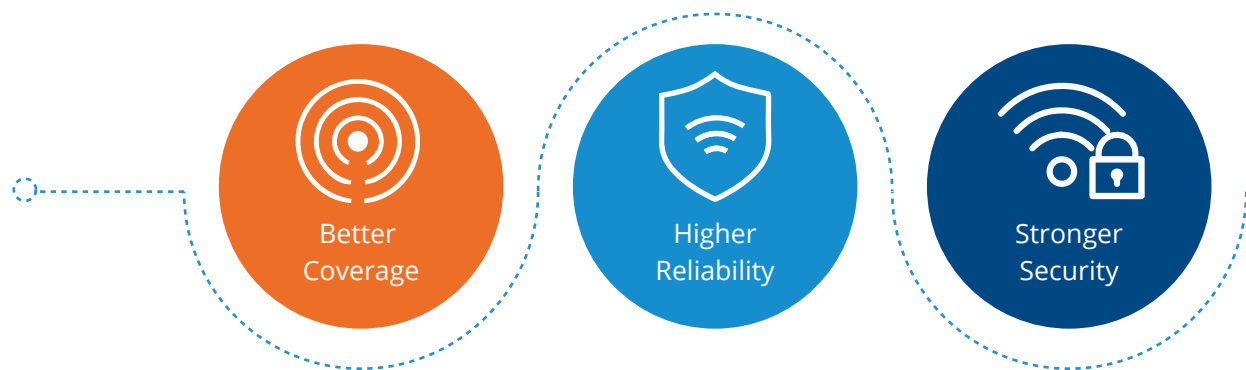 Better
Coverage
Higher
Reliability
Stronger
Security